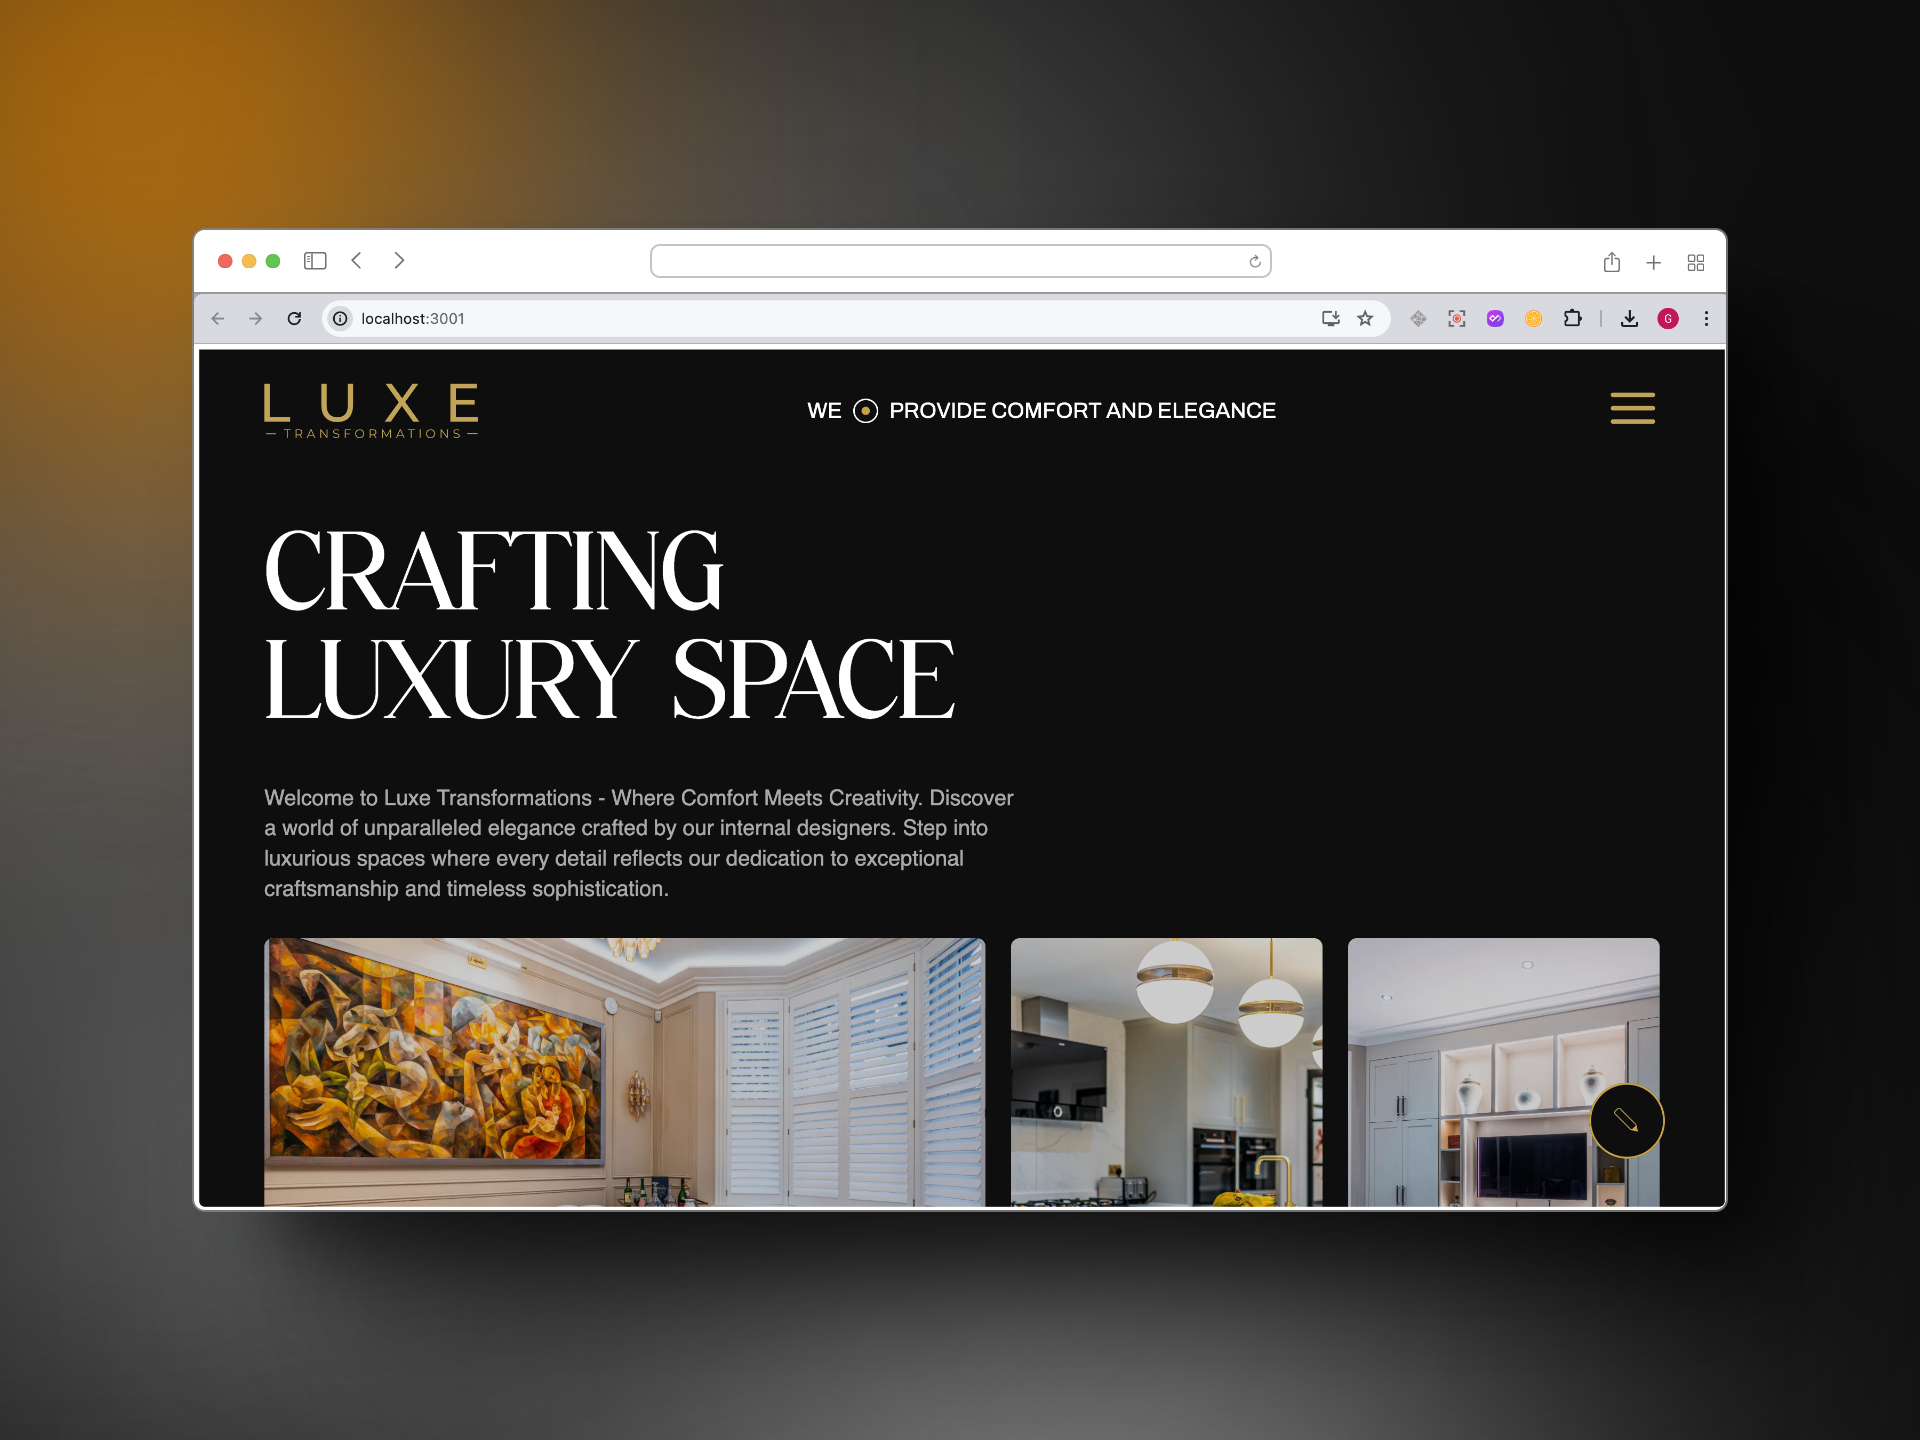 localhost:3001
G
LUXE
TRANSFORMATIONS
WE PROVIDE COMFORT AND ELEGANCE
CRAFTING
LUXURY SPACE
Welcome to Luxe Transformations - Where Comfort Meets Creativity. Discover
a world of unparalleled elegance crafted by our internal designers. Step into
luxurious spaces where every detail reflects our dedication to exceptional
craftsmanship and timeless sophistication.